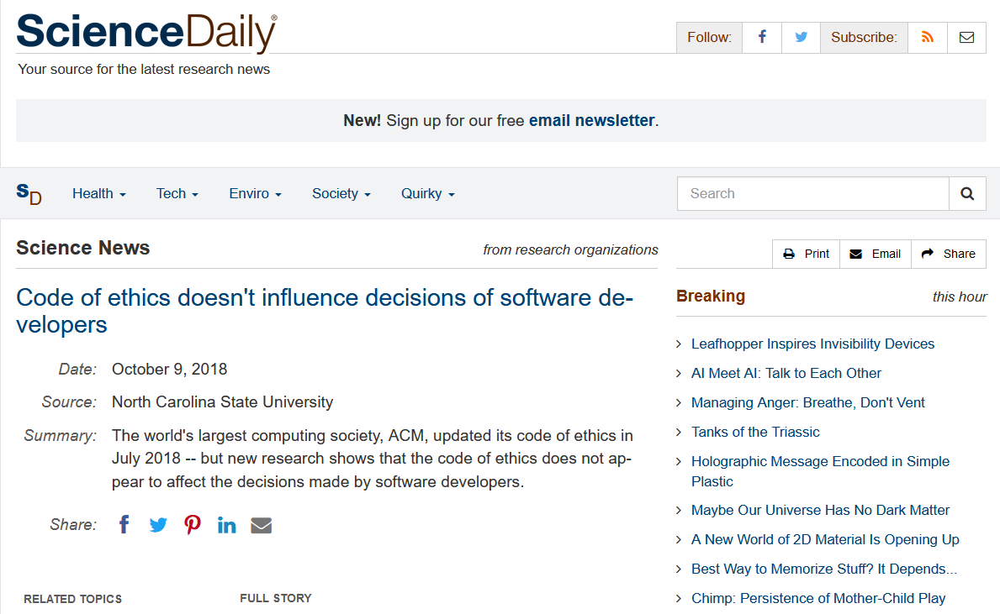 ScienceDaily®
Your source for the latest research news
Follow:
Subscribe:
New! Sign up for our free email newsletter.
SD
Health
Tech
Enviro
Society
Quirky
Search
Science News
from research organizations
Print
Email
Share
Code of ethics doesn't influence decisions of software de-
velopers
Date: October 9, 2018
Source: North Carolina State University
Summary: The world's largest computing society, ACM, updated its code of ethics in
July 2018 -- but new research shows that the code of ethics does not ap-
pear to affect the decisions made by software developers.
Share:
RELATED TOPICS
FULL STORY
Breaking
this hour
Leafhopper Inspires Invisibility Devices
AI Meet AI: Talk to Each Other
Managing Anger: Breathe, Don't Vent
Tanks of the Triassic
Holographic Message Encoded in Simple
Plastic
Maybe Our Universe Has No Dark Matter
A New World of 2D Material Is Opening Up
Best Way to Memorize Stuff? It Depends...
Chimp: Persistence of Mother-Child Play